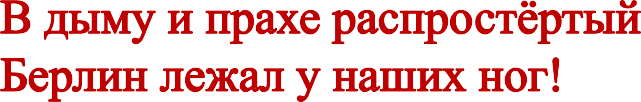 В дыму и прахе распростёртый
Берлин лежал у наших ног!